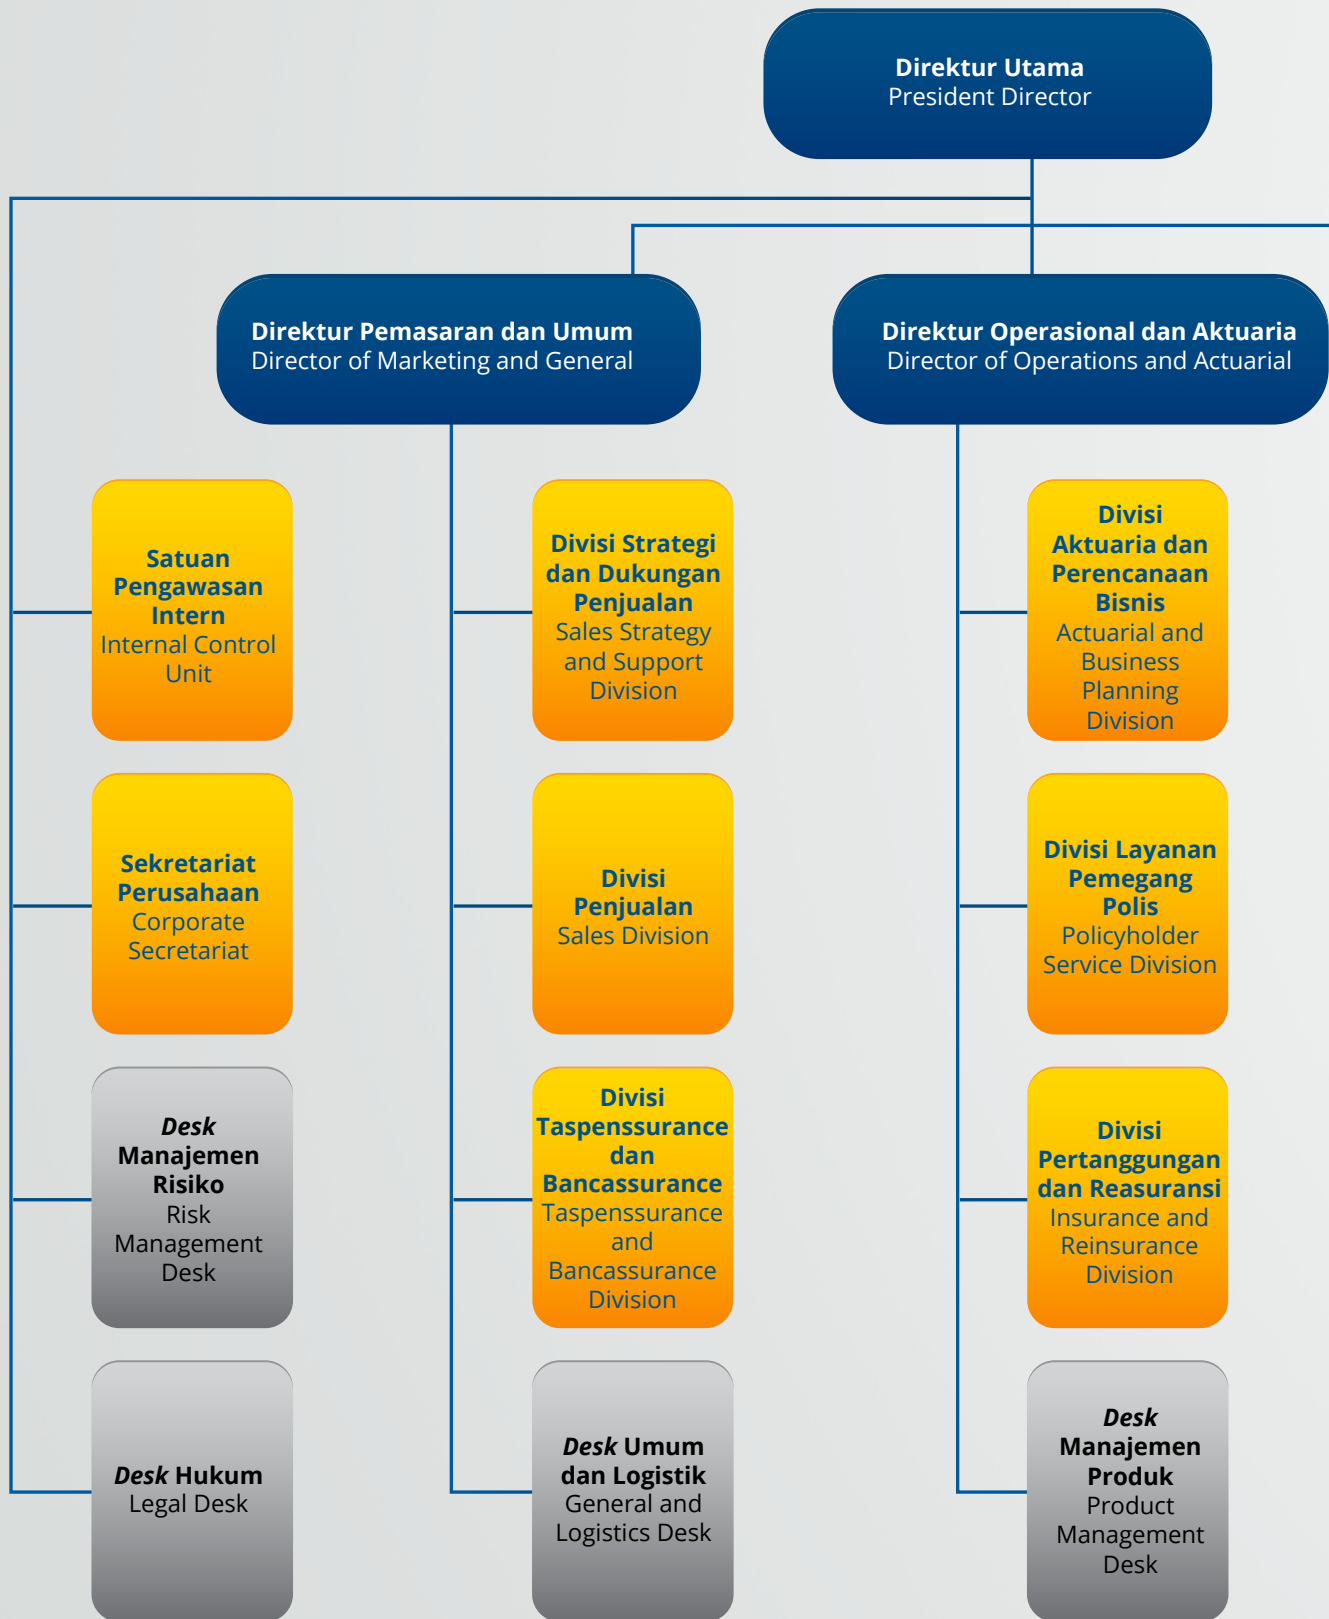 Direktur Utama
President Director
Direktur Pemasaran dan Umum
Director of Marketing and General
Direktur Operasional dan Aktuaria
Director of Operations and Actuarial
Satuan
Pengawasan
Intern
Internal Control
Unit
Divisi Strategi
dan Dukungan
Penjualan
Sales Strategy
and Support
Division
Divisi
Aktuaria dan
Perencanaan
Bisnis
Actuarial and
Business
Planning
Division
Sekretariat
Perusahaan
Corporate
Secretariat
Divisi
Penjualan
Sales Division
Divisi Layanan
Pemegang
Polis
Policyholder
Service Division
Desk
Manajemen
Risiko
Risk
Management
Desk
Divisi
Taspenssurance
dan
Bancassurance
Taspenssurance
and
Bancassurance
Division
Divisi
Pertanggungan
dan Reasuransi
Insurance and
Reinsurance
Division
Desk Hukum
Legal Desk
Desk Umum
dan Logistik
General and
Logistics Desk
Desk
Manajemen
Produk
Product
Management
Desk